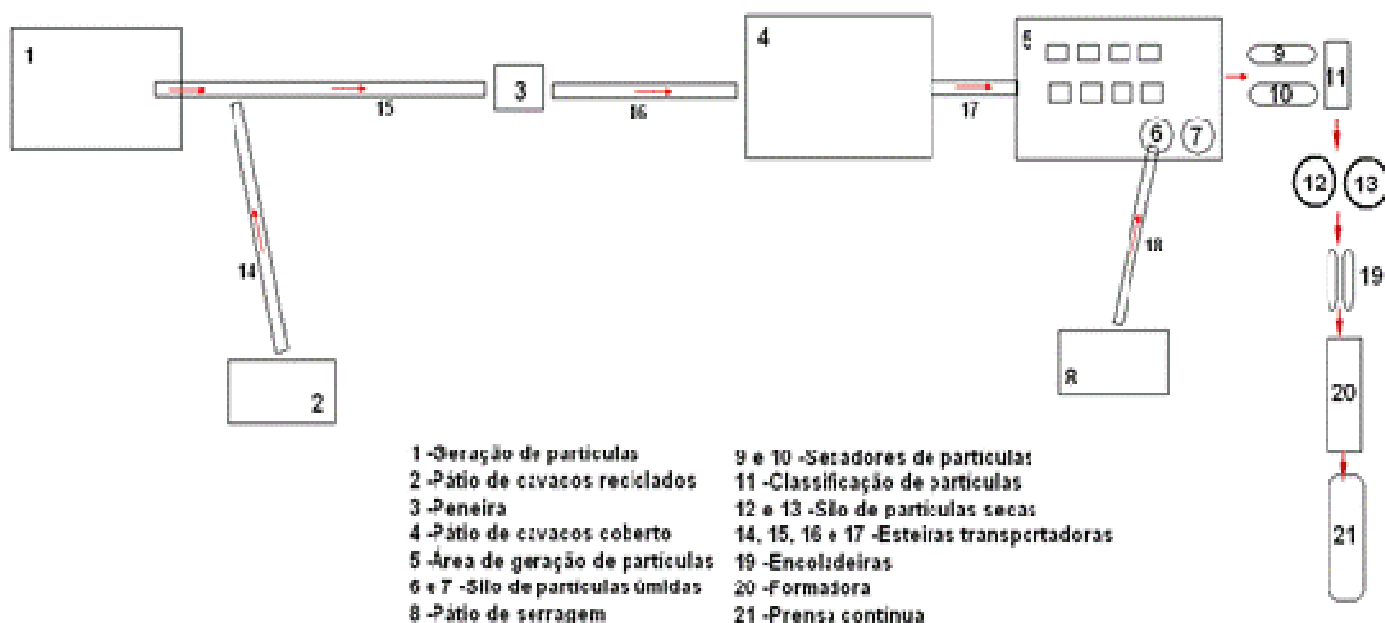 1
15
3
16
4
17
5
6
7
9
10
11
12
13
14
2
18
8
19
20
21
1 -Geração de partículas
2 -Pátio de cavacos reciclados
3 -Peneira
4 -Pátio de cavacos coberto
5 -Área de geração de partículas
6 e 7 -Silo de partículas úmidas
8 -Pátio de serragem
9 e 10 -Secadores de partículas
11 -Classificação de partículas
12 e 13 -Silo de partículas secas
14, 15, 16 e 17 -Esteiras transportadoras
19 -Encoladeiras
20 -Formadora
21 -Prensa contínua